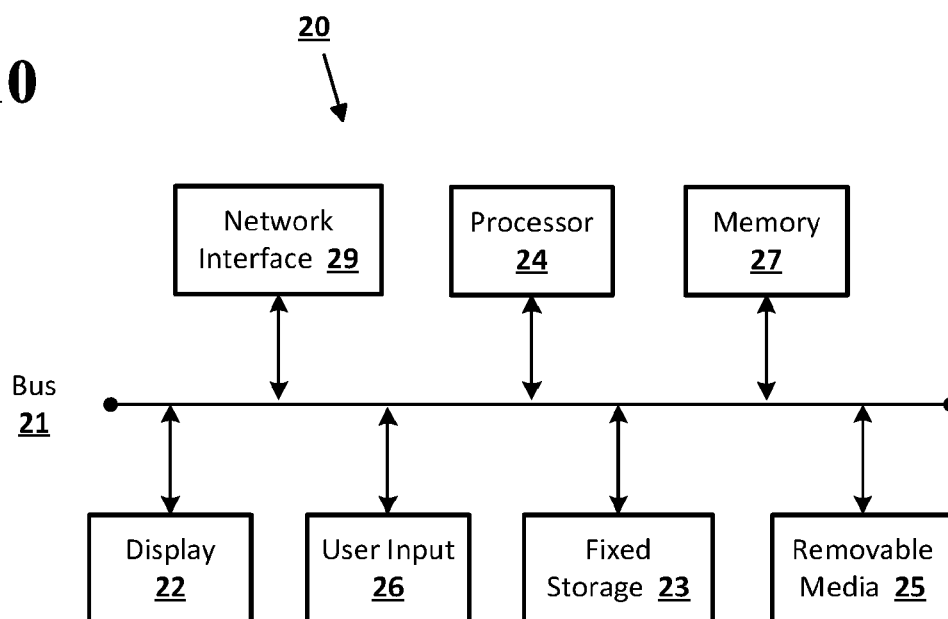 20
0
Network
Interface 29
Processor
24
Memory
27
Bus
21
Display
22
User Input
26
Fixed
Storage 23
Removable
Media 25